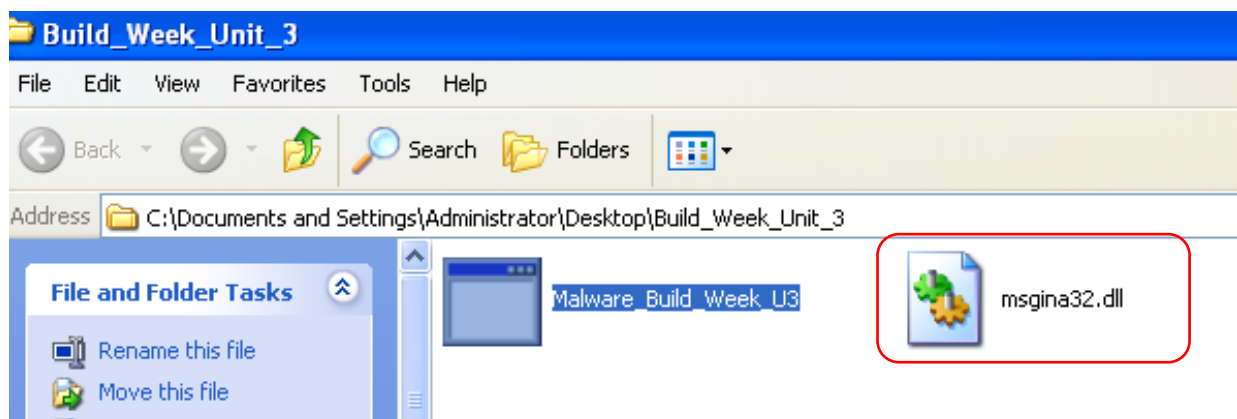 Build_Week_Unit_3
File Edit View Favorites Tools Help
Back Search Folders
Address C:\Documents and Settings\Administrator\Desktop\Build_Week_Unit_3
File and Folder Tasks
Malware_Build_Week_U3
msgina32.dll
Rename this file
Move this file